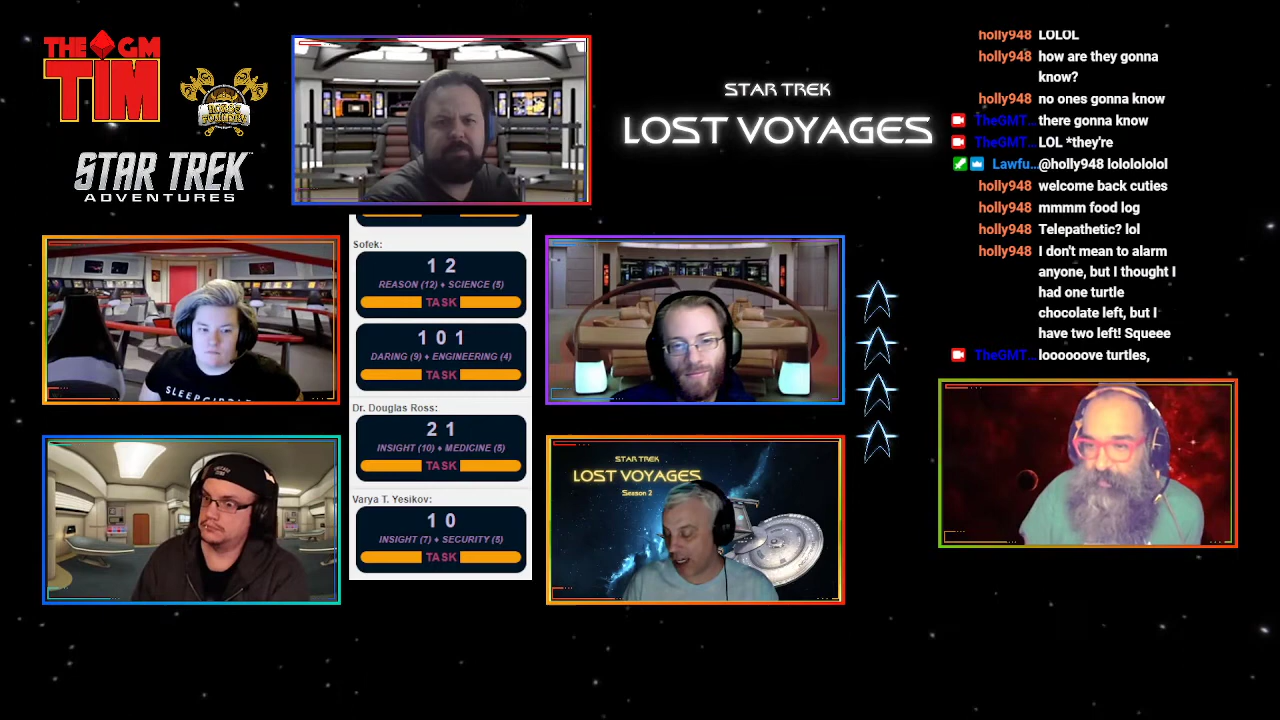 THE GM
TIM
STAR TREK
ADVENTURES
STAR TREK
LOST VOYAGES
Sofek:
1 2
REASON (12) ♦ SCIENCE (5)
TASK
1 0 1
DARING (9) ♦ ENGINEERING (4)
TASK
Dr. Douglas Ross:
2 1
INSIGHT (10) ♦ MEDICINE (5)
TASK
Varya T. Yesikov:
1 0
INSIGHT (7) ♦ SECURITY (5)
TASK
STAR TREK
LOST VOYAGES
Season 2
holly948 LOLOL
holly948 how are they gonna
know?
holly948 no ones gonna know
TheGMT... there gonna know
TheGMT... LOL *they're
Lawfu... @holly948 lolololololol
holly948 welcome back cuties
holly948 mmmm food log
holly948 Telepathetic? lol
holly948 I don't mean to alarm
anyone, but I thought I
had one turtle
chocolate left, but I
have two left! Squeee
TheGMT... loooooove turtles,